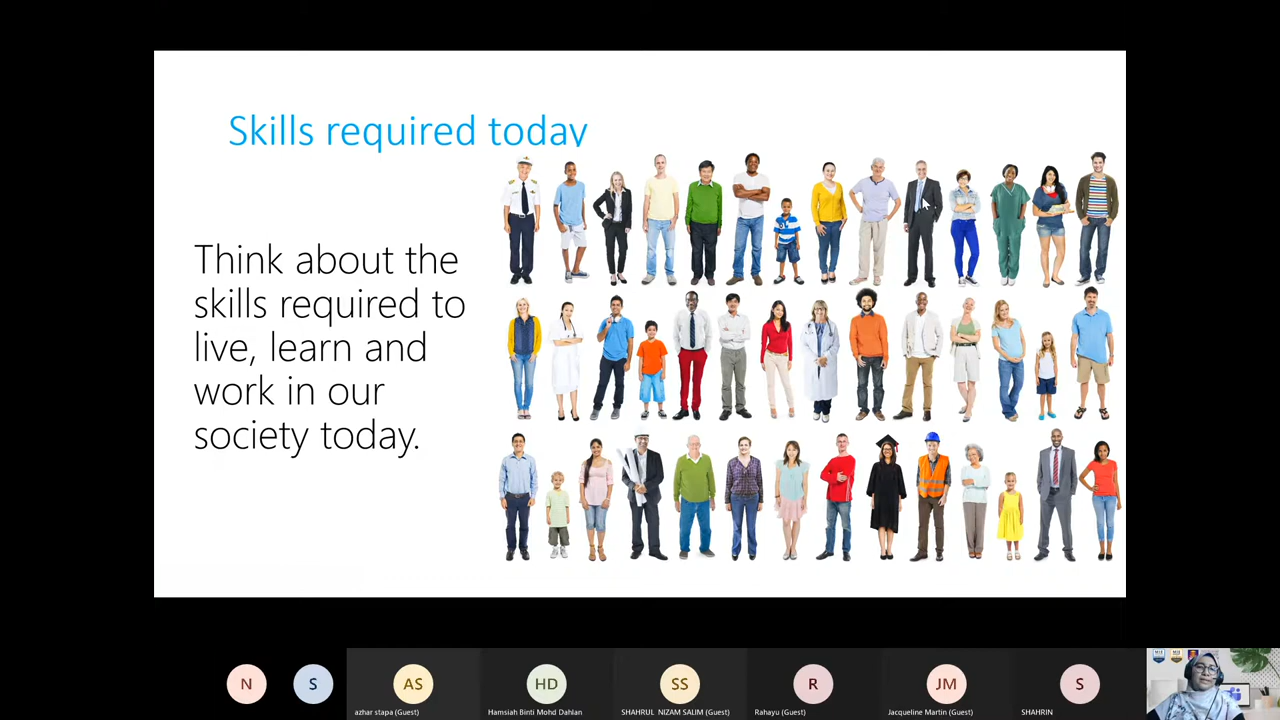 Skills required today
Think about the
skills required to
live, learn and
work in our
society today.
N
S
AS
HD
SS
R
JM
S
azhar stapa (Guest)
Hamsiah Binti Mohd Dahlan
SHAHRUL NIZAM SALIM (Guest)
Rahayu (Guest)
Jacqueline Martin (Guest)
SHAHRIN